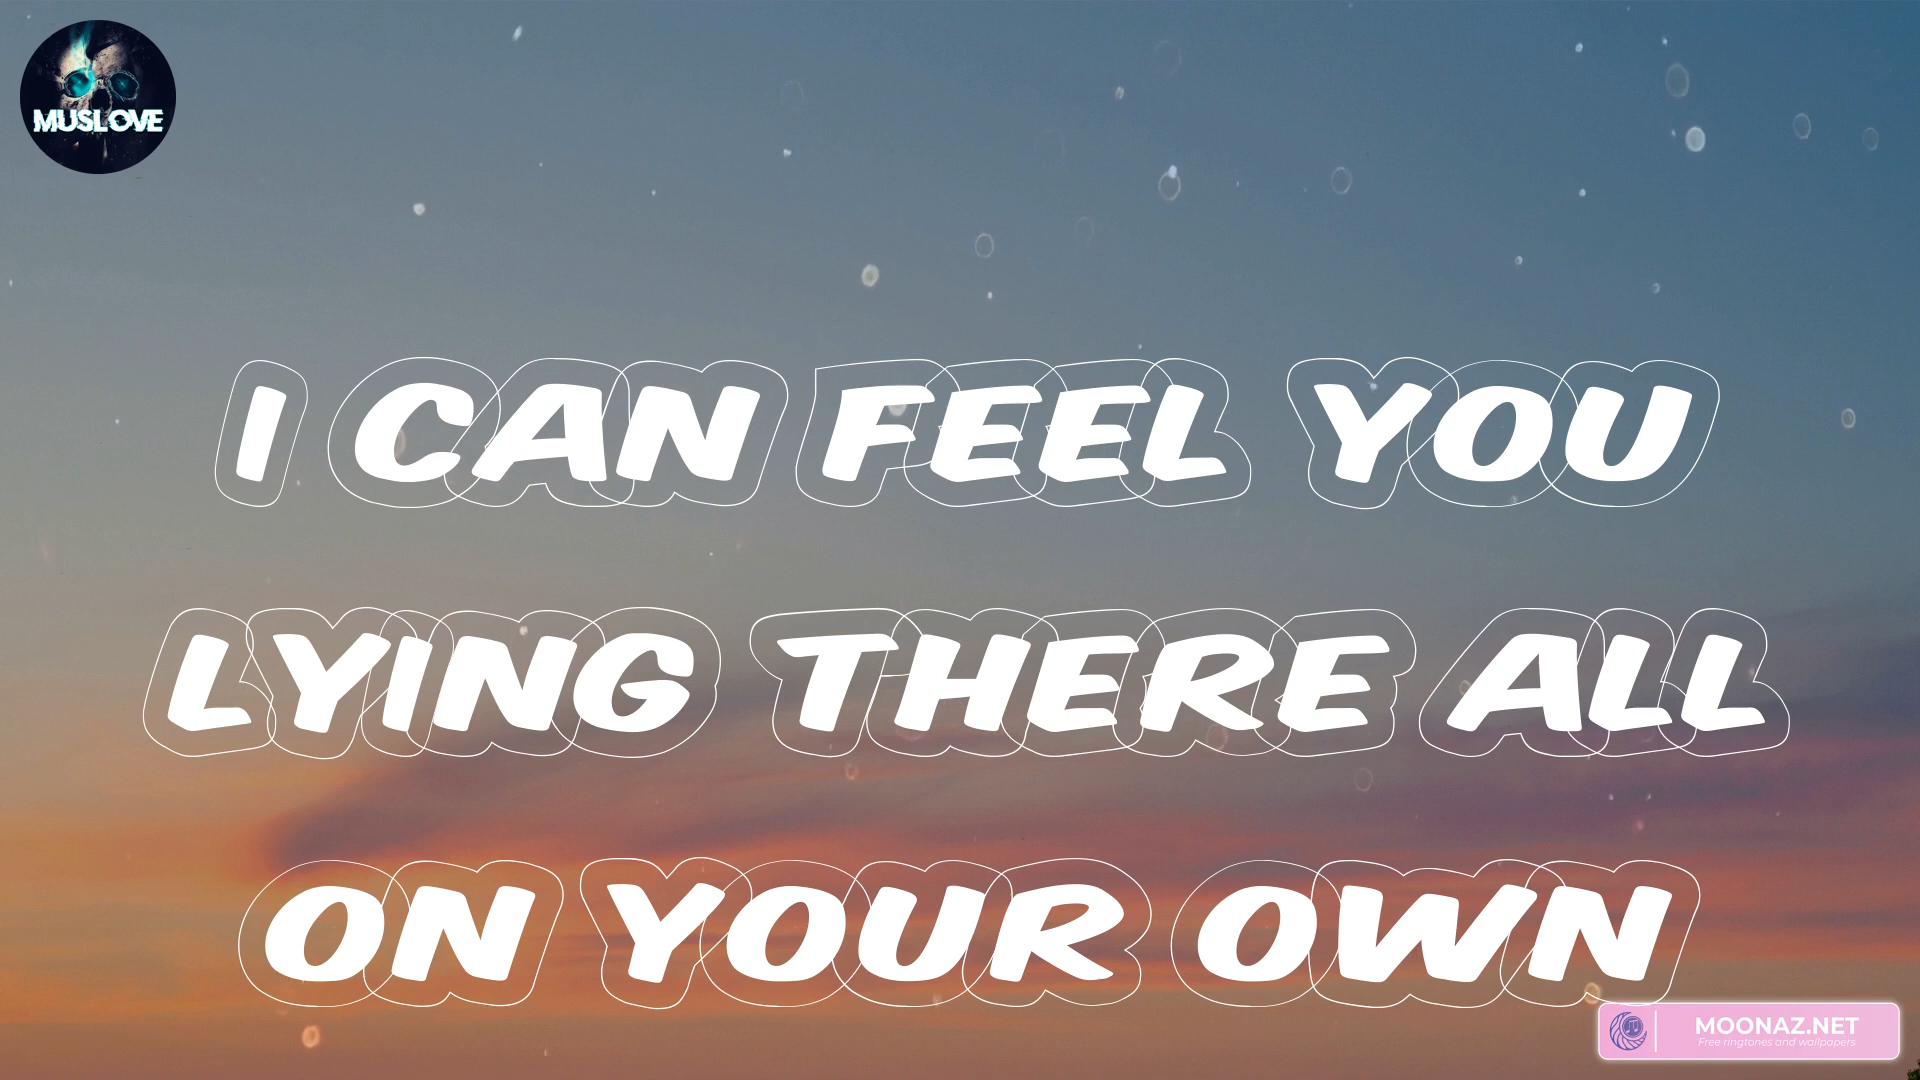 MUSLOVE
I CAN FEEL YOU
LYING THERE ALL
ON YOUR OWN
MOONAZ.NET
Free ringtones and wallpapers